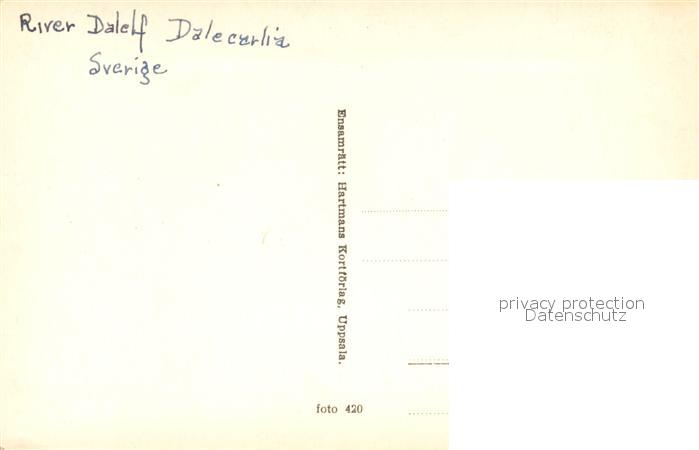 River Dalelf Dalecarlia
Sverige
Ensamrätt: Hartmans Kortförlag, Uppsala.
privacy protection
Datenschutz
foto 420